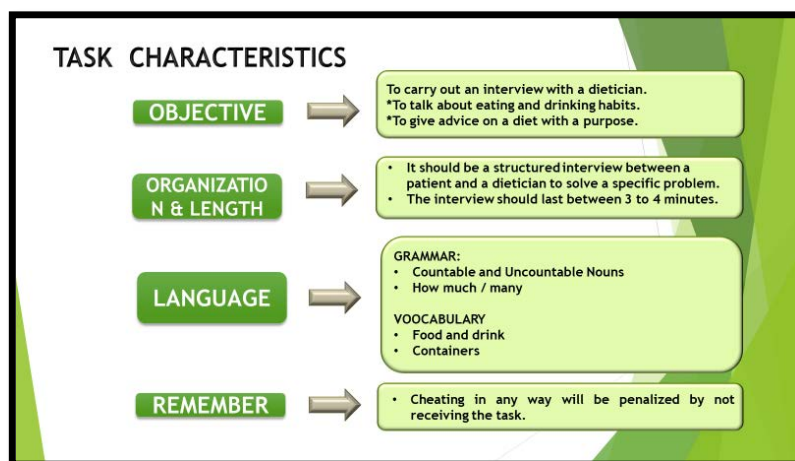 TASK CHARACTERISTICS
OBJECTIVE
To carry out an interview with a dietician.
*To talk about eating and drinking habits.
*To give advice on a diet with a purpose.
ORGANIZATIO
N & LENGTH
• It should be a structured interview between a
patient and a dietician to solve a specific problem.
• The interview should last between 3 to 4 minutes.
LANGUAGE
GRAMMAR:
• Countable and Uncountable Nouns
• How much / many
VOOCABULARY
• Food and drink
• Containers
REMEMBER
• Cheating in any way will be penalized by not
receiving the task.